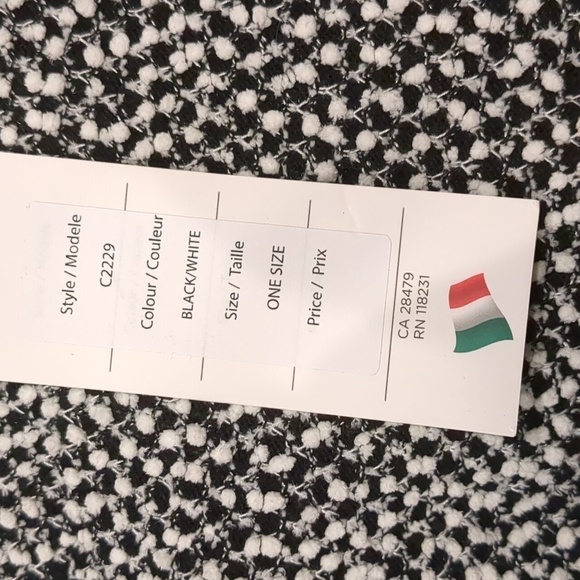 Style / Modele
C2229
Colour / Couleur
BLACK/WHITE
Size / Taille
ONE SIZE
Price / Prix
CA 28479
RN 118231